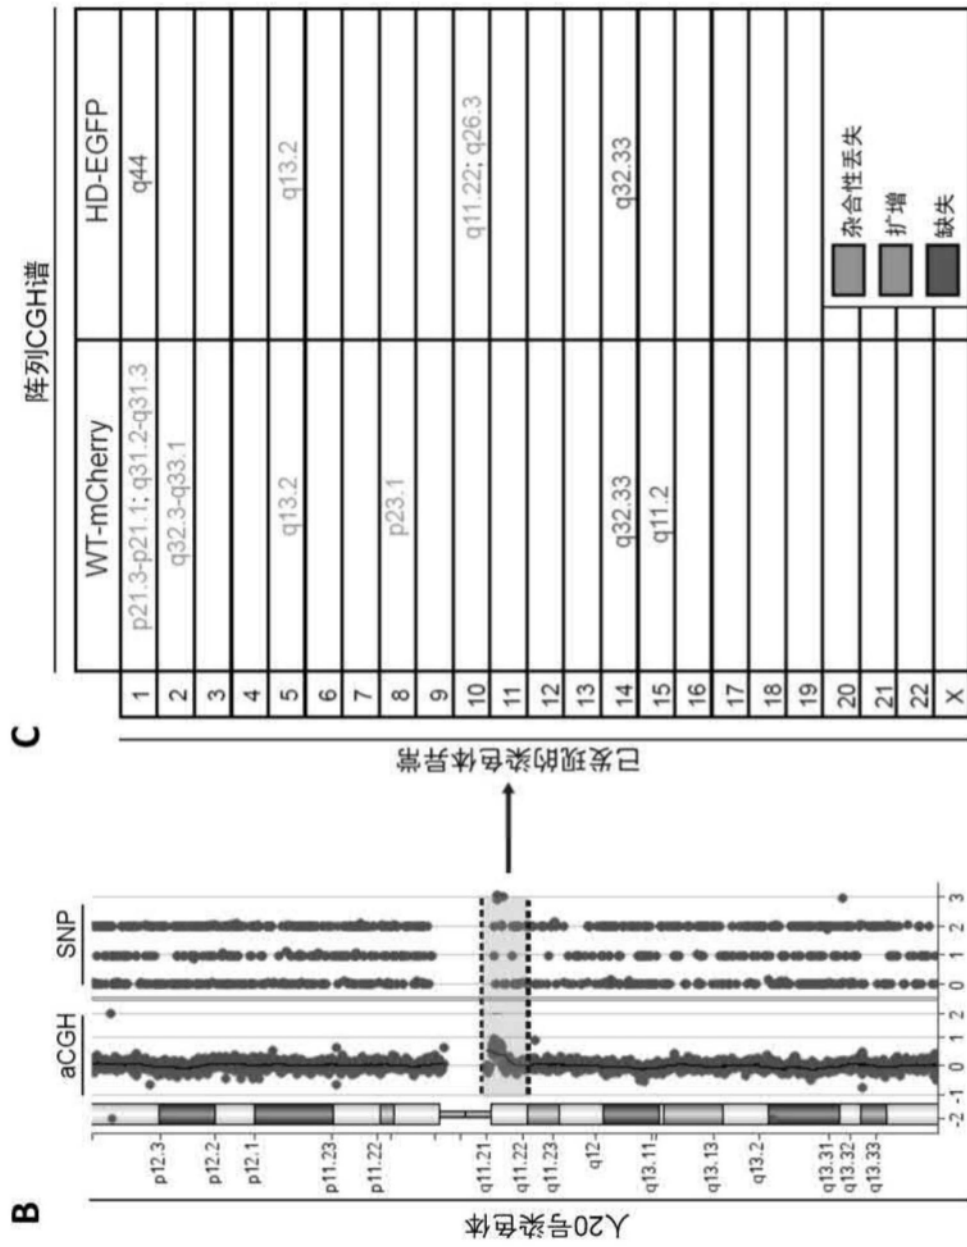 B
人20号染色体
p12.3
p12.2
p12.1
p11.23
p11.22
q11.21
q11.22
q11.23
q12
q13.11
q13.13
q13.2
q13.31
q13.32
q13.33
aCGH
SNP
-2 -1 0 1 2 0 1 2 3
C
阵列CGH谱
已发现的染色体异常
WT-mCherry HD-EGFP
1 p21.3-p21.1; q31.2-q31.3 q44
2 q32.3-q33.1
3
4
5 q13.2 q13.2
6
7
8 p23.1
9
10 q11.22; q26.3
11
12
13
14 q32.33 q32.33
15 q11.2
16
17
18
19
20
21
22
X
杂合性丢失
扩增
缺失